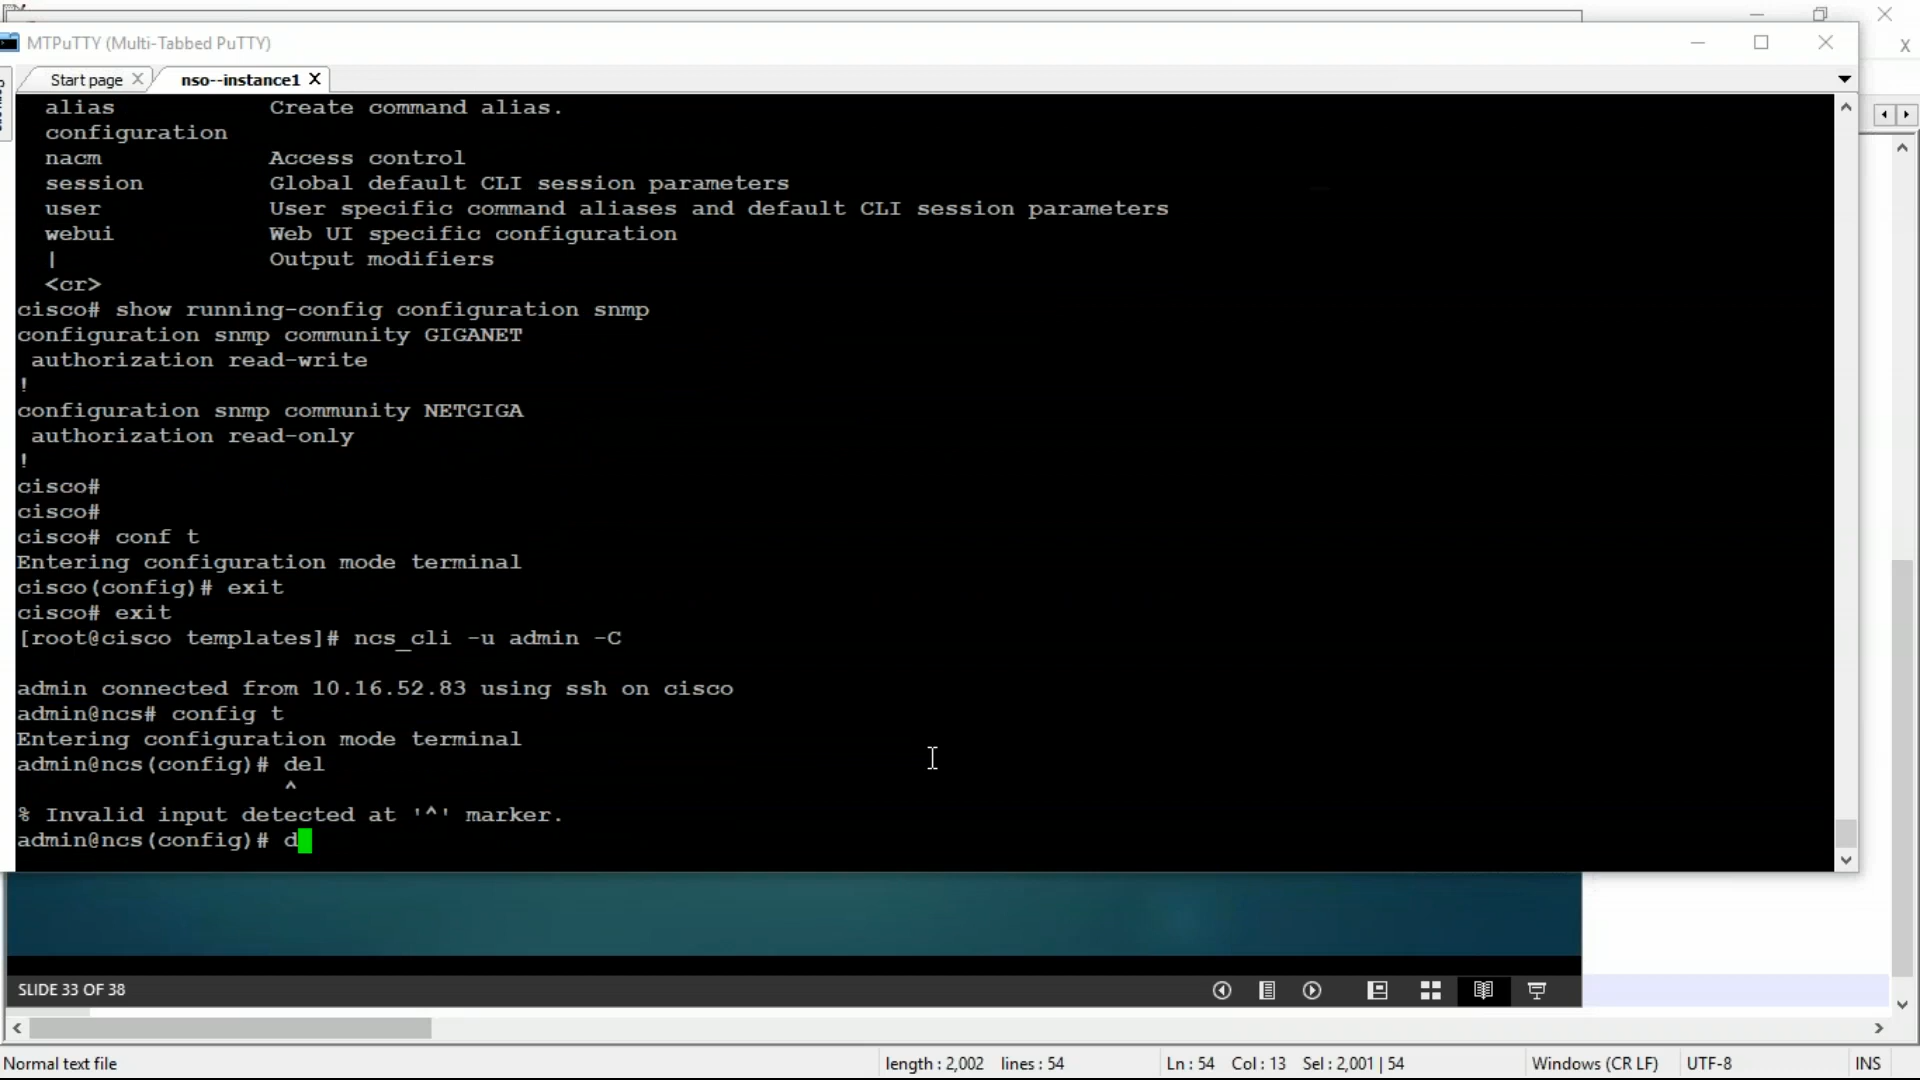 MTPuTTY (Multi-Tabbed PuTTY)
Start page
nso--instance1
alias Create command alias.
configuration
nacm Access control
session Global default CLI session parameters
user User specific command aliases and default CLI session parameters
webui Web UI specific configuration
| Output modifiers
<cr>
cisco# show running-config configuration snmp
configuration snmp community GIGANET
authorization read-write
!
configuration snmp community NETGIGA
authorization read-only
!
cisco#
cisco#
cisco# conf t
Entering configuration mode terminal
cisco(config)# exit
cisco# exit
[root@cisco templates]# ncs_cli -u admin -C
admin connected from 10.16.52.83 using ssh on cisco
admin@ncs# config t
Entering configuration mode terminal
admin@ncs(config)# del
^
% Invalid input detected at '^' marker.
admin@ncs(config)# d
SLIDE 33 OF 38
Normal text file
length : 2,002 lines : 54
Ln : 54 Col : 13 Sel : 2,001 | 54
Windows (CR LF)
UTF-8
INS